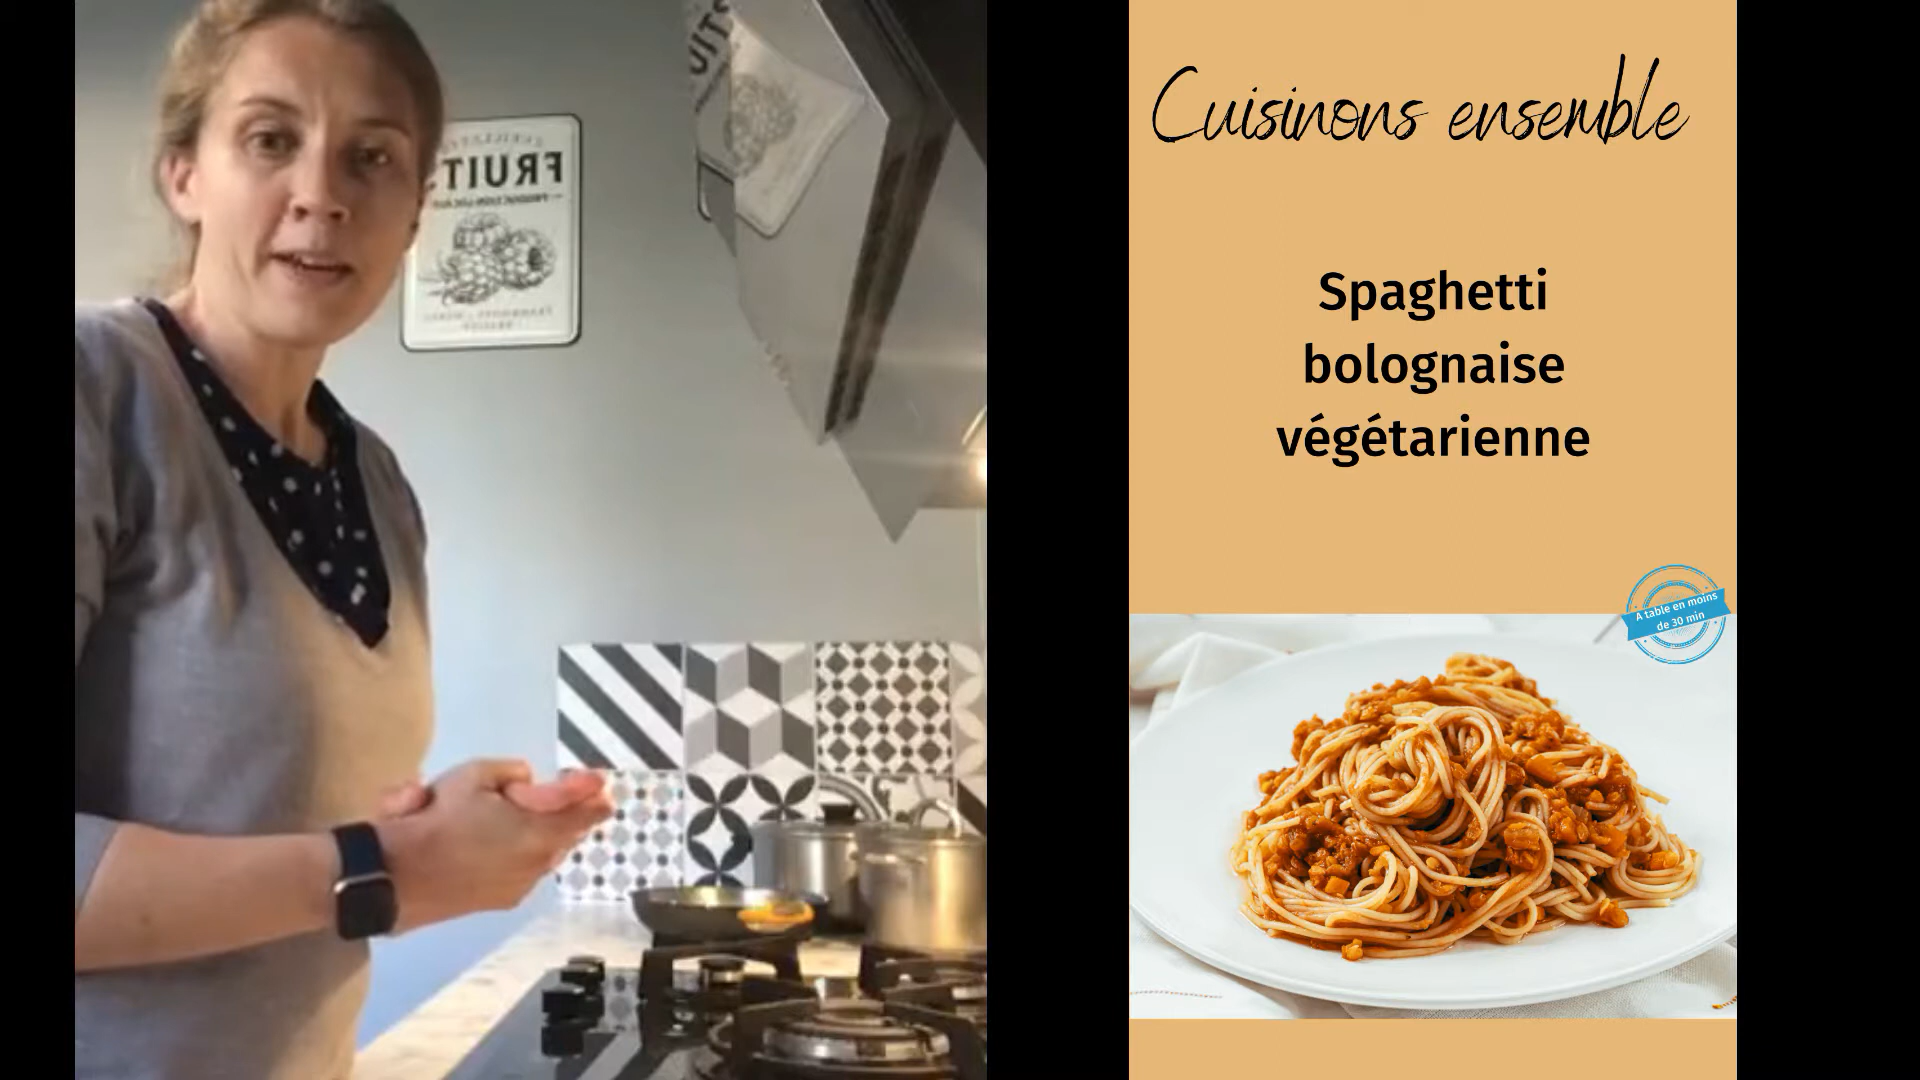 FRUITS
Cuisinons ensemble
Spaghetti
bolognaise
végétarienne
A table en moins
de 30 min